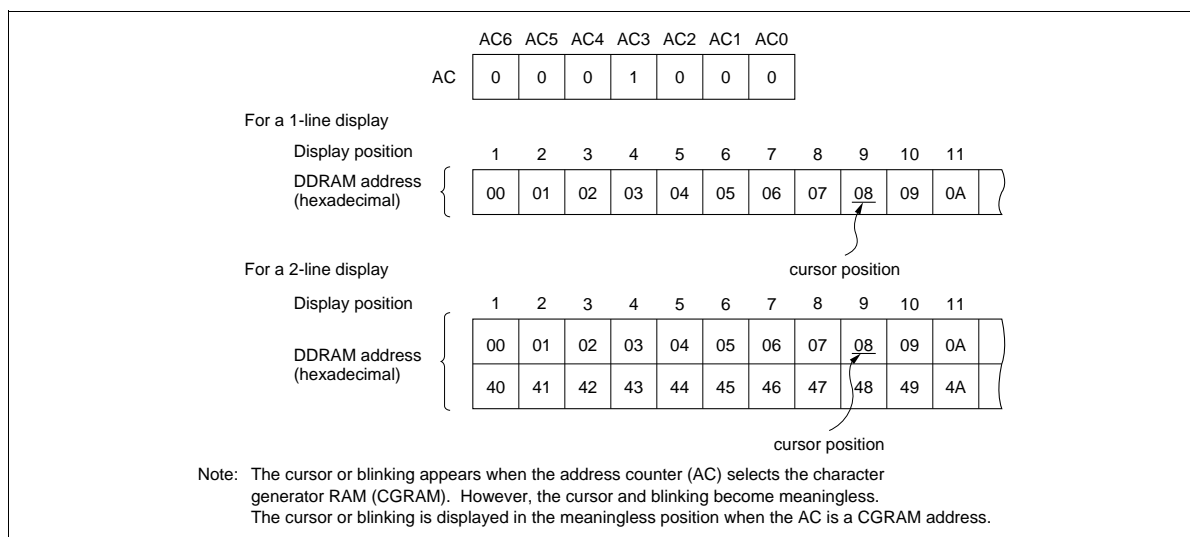 AC6 AC5 AC4 AC3 AC2 AC1 AC0
AC 0 0 0 1 0 0 0
For a 1-line display
Display position 1 2 3 4 5 6 7 8 9 10 11
DDRAM address
(hexadecimal)
00 01 02 03 04 05 06 07 08 09 0A
cursor position
For a 2-line display
Display position 1 2 3 4 5 6 7 8 9 10 11
DDRAM address
(hexadecimal)
00 01 02 03 04 05 06 07 08 09 0A
40 41 42 43 44 45 46 47 48 49 4A
cursor position
Note: The cursor or blinking appears when the address counter (AC) selects the character
generator RAM (CGRAM). However, the cursor and blinking become meaningless.
The cursor or blinking is displayed in the meaningless position when the AC is a CGRAM address.